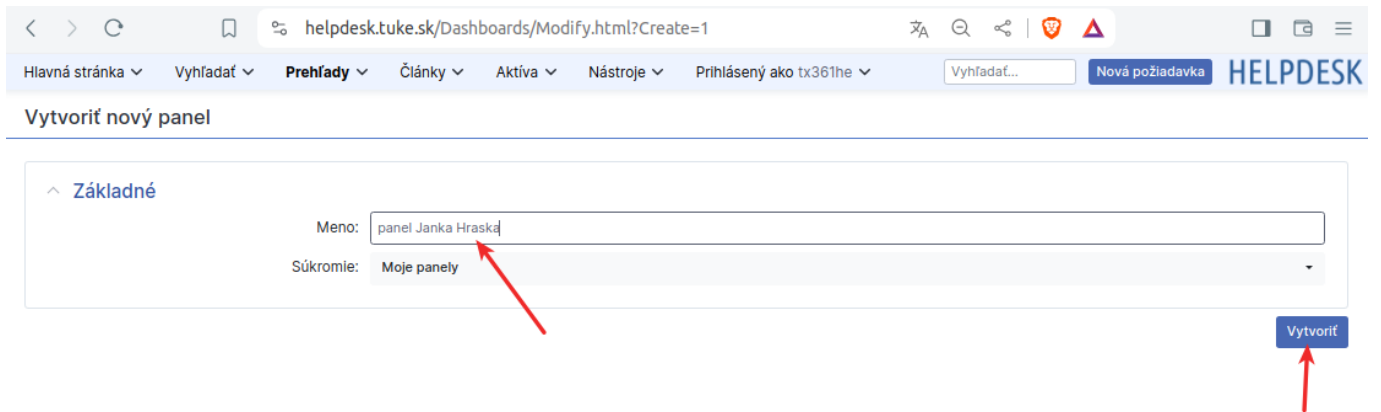 helpdesk.tuke.sk/Dashboards/Modify.html?Create=1
Hlavná stránka Vyhľadať Prehľady Články Aktíva Nástroje Prihlásený ako tx361he Vyhľadať... Nová požiadavka HELPDESK
Vytvoriť nový panel
Základné
Meno: panel Janka Hraska
Súkromie: Moje panely
Vytvoriť